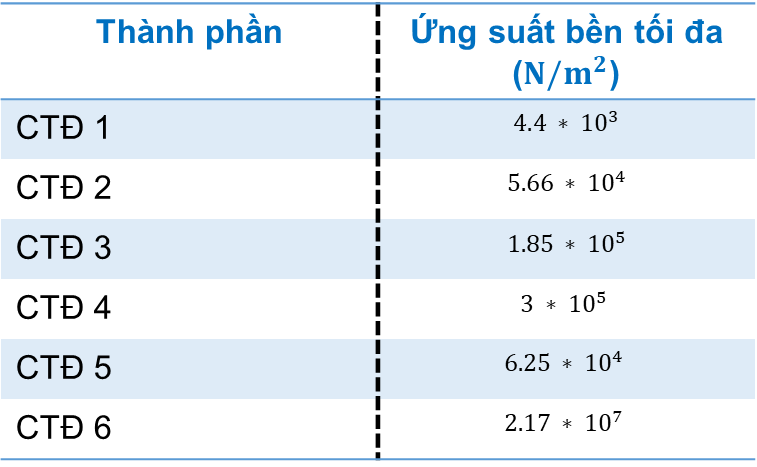 Thành phần
Ứng suất bền tối đa
(N/m²)
CTĐ 1
4.4 * 10³
CTĐ 2
5.66 * 10⁴
CTĐ 3
1.85 * 10⁵
CTĐ 4
3 * 10⁵
CTĐ 5
6.25 * 10⁴
CTĐ 6
2.17 * 10⁷